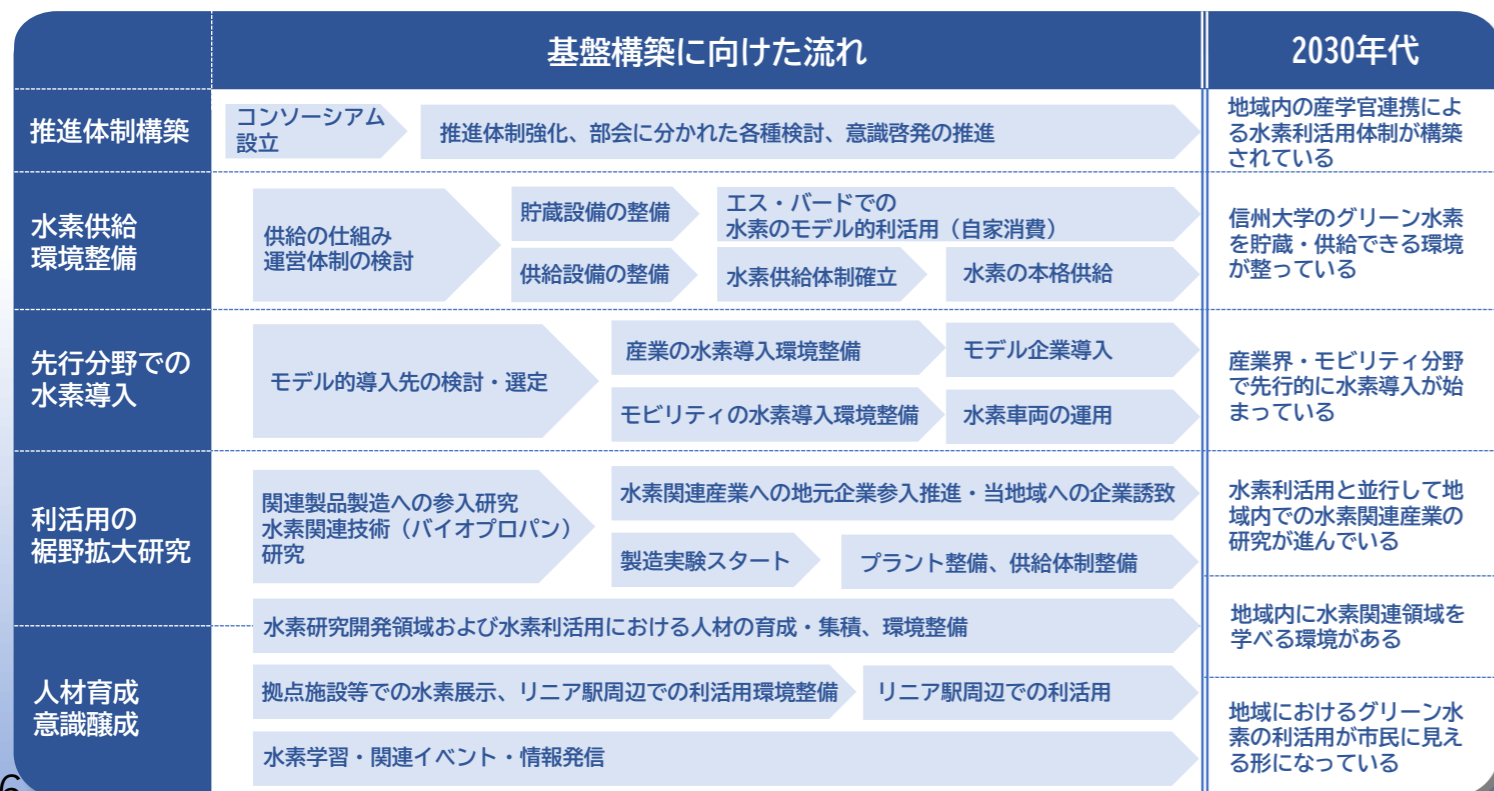 基盤構築に向けた流れ
2030年代
推進体制構築
コンソーシアム
設立
推進体制強化、部会に分かれた各種検討、意識啓発の推進
地域内の産学官連携によ
る水素利活用体制が構築
されている
水素供給
環境整備
供給の仕組み
運営体制の検討
貯蔵設備の整備
エス・バードでの
水素のモデル的利活用（自家消費）
供給設備の整備
水素供給体制確立
水素の本格供給
信州大学のグリーン水素
を貯蔵・供給できる環境
が整っている
先行分野での
水素導入
モデル的導入先の検討・選定
産業の水素導入環境整備
モデル企業導入
モビリティの水素導入環境整備
水素車両の運用
産業界・モビリティ分野
で先行的に水素導入が始
まっている
利活用の
裾野拡大研究
関連製品製造への参入研究
水素関連技術（バイオプロパン）
研究
水素関連産業への地元企業参入推進・当地域への企業誘致
製造実験スタート
プラント整備、供給体制整備
水素利活用と並行して地
域内での水素関連産業の
研究が進んでいる
水素研究開発領域および水素利活用における人材の育成・集積、環境整備
地域内に水素関連領域を
学べる環境がある
人材育成
意識醸成
拠点施設等での水素展示、リニア駅周辺での利活用環境整備
リニア駅周辺での利活用
水素学習・関連イベント・情報発信
地域におけるグリーン水
素の利活用が市民に見え
る形になっている
6